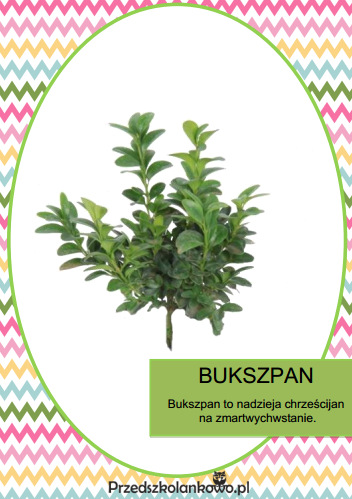 BUKSZPAN
Bukszpan to nadzieja chrześcijan
na zmartwychwstanie.
Przedszkolankowo.pl